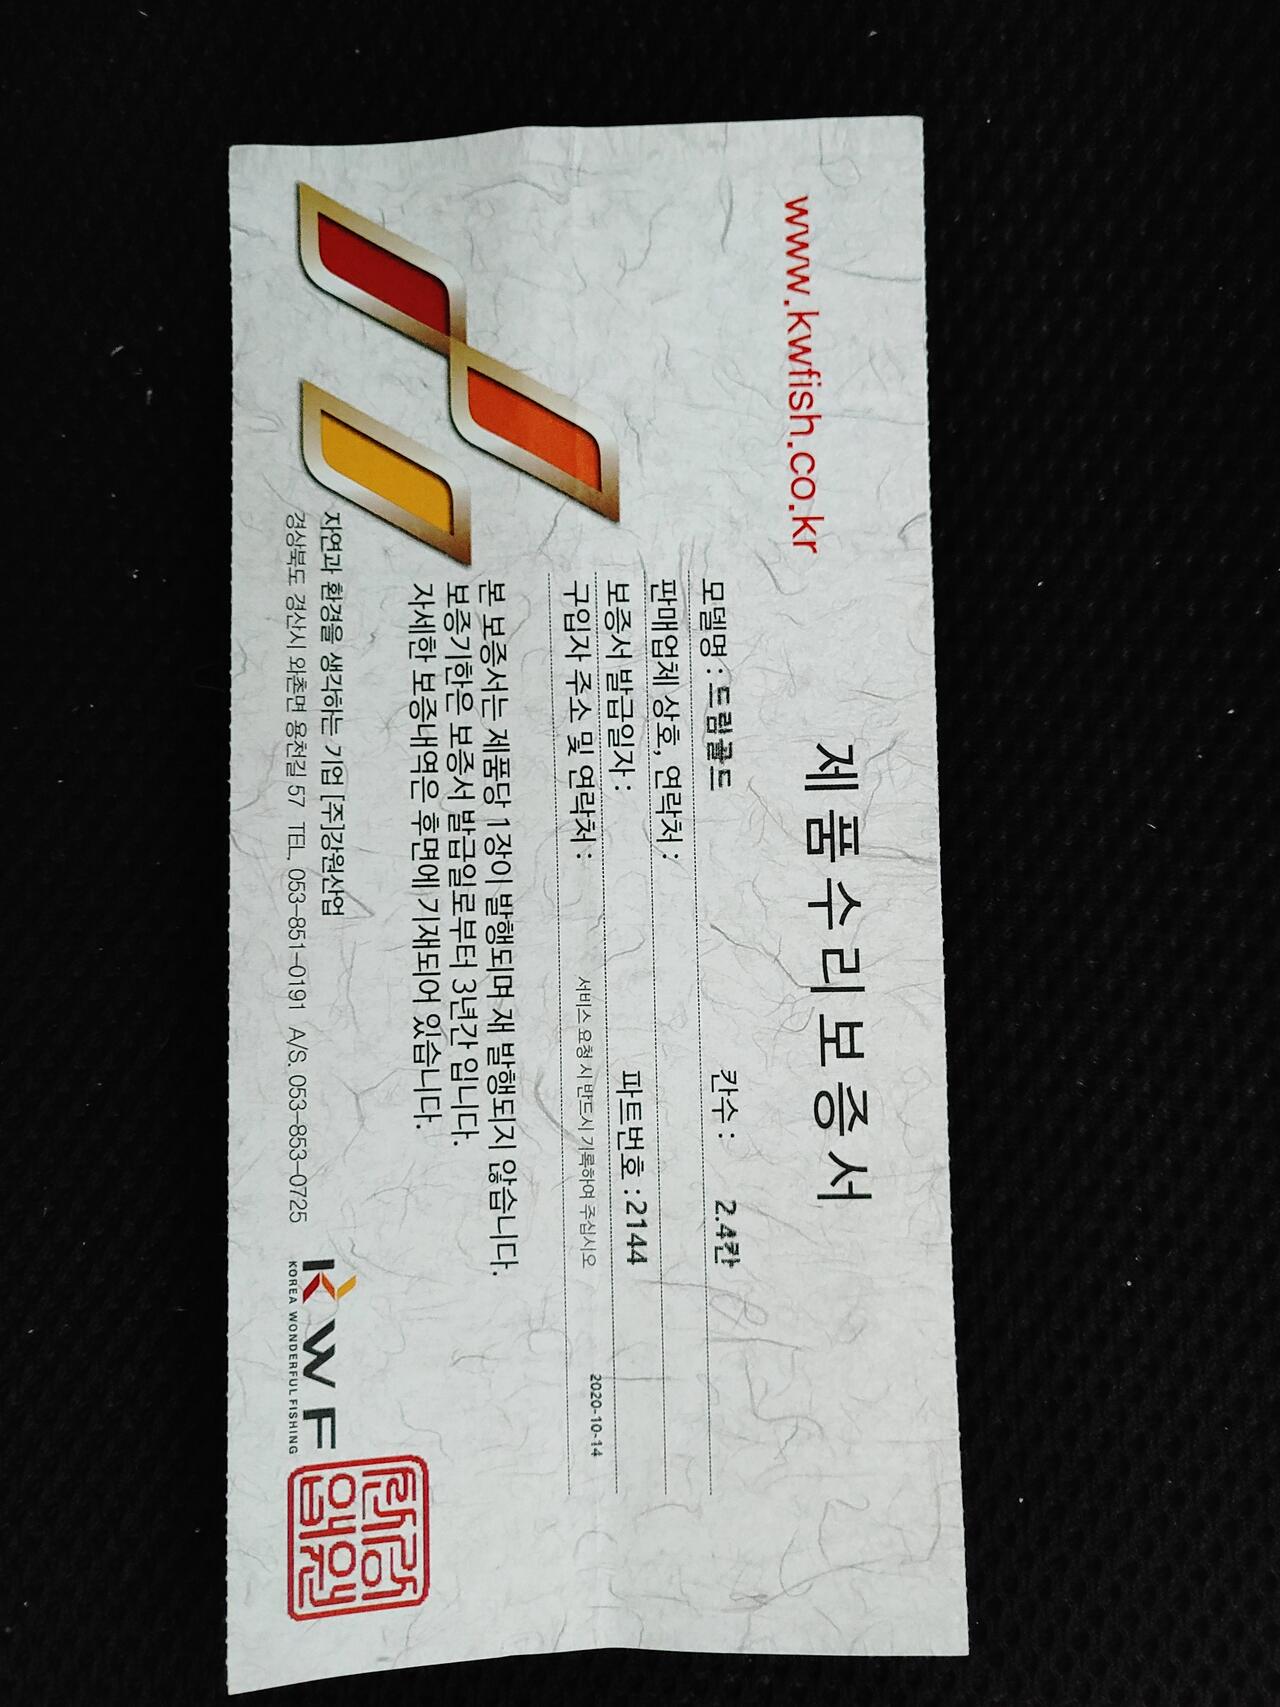 www.kwfish.co.kr
제품수리보증서
모델명 : 드림골드 칸수 : 2.4칸
판매업체 상호, 연락처 :
보증서 발급일자 : 파트번호 : 2144
구입자 주소 및 연락처 : 서비스 요청 시 반드시 기록하여 주십시오 2020-10-14
본 보증서는 제품당 1장이 발행되며 재 발행되지 않습니다.
보증기한은 보증서 발급일로부터 3년간 입니다.
자세한 보증내역은 후면에 기재되어 있습니다.
자연과 환경을 생각하는 기업 [주]강원산업
경상북도 경산시 와촌면 용천길 57 TEL. 053-851-0191 A/S. 053-853-0725
KWF
KOREA WONDERFUL FISHING